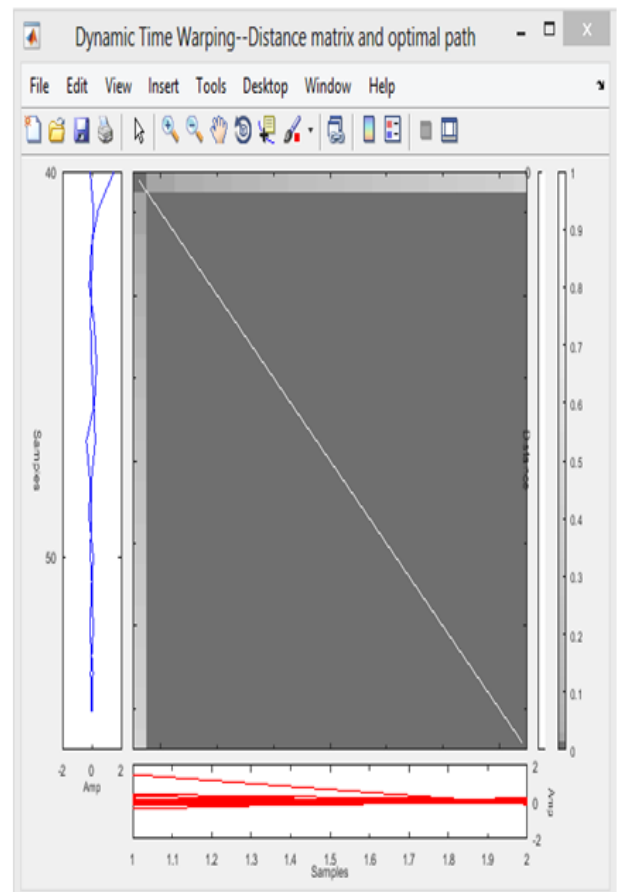 Dynamic Time Warping--Distance matrix and optimal path
File Edit View Insert Tools Desktop Window Help
40
50
Samples
-2 0 2
Amp
0
Distance
1
0.9
0.8
0.7
0.6
0.5
0.4
0.3
0.2
0.1
0
2
0
-2
Amp
1 1.1 1.2 1.3 1.4 1.5 1.6 1.7 1.8 1.9 2
Samples